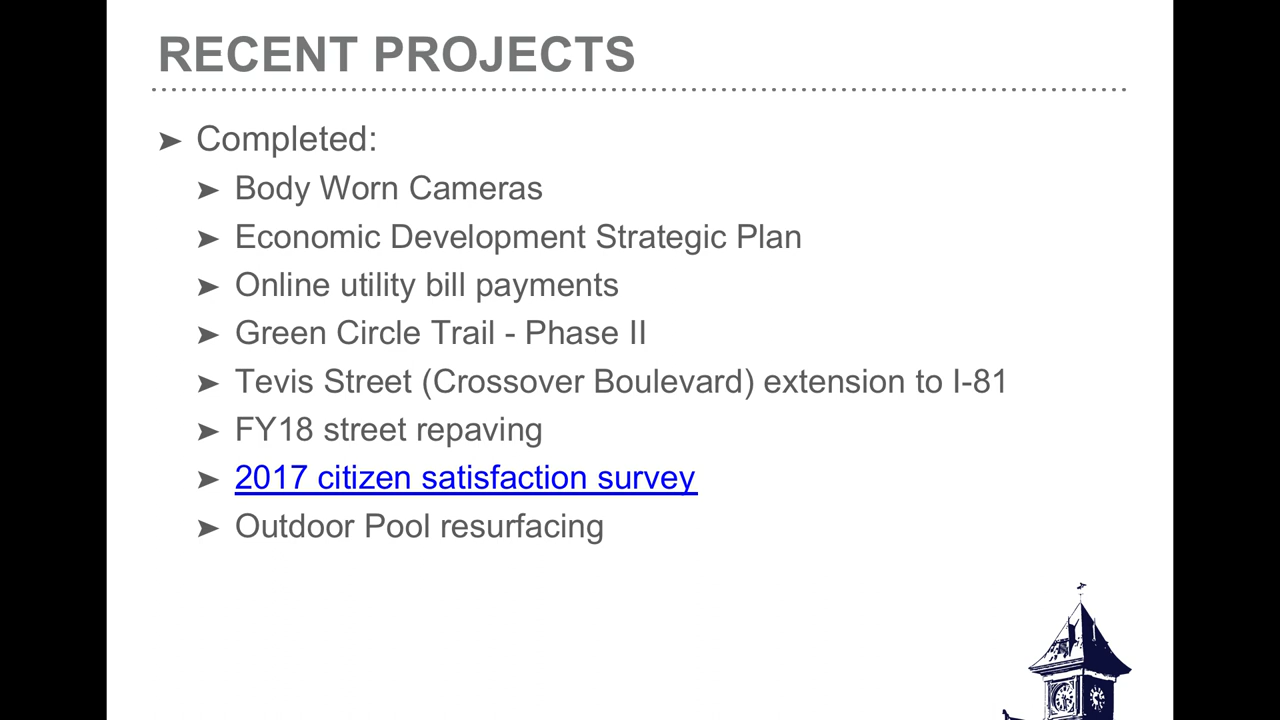 RECENT PROJECTS
➤ Completed:
➤ Body Worn Cameras
➤ Economic Development Strategic Plan
➤ Online utility bill payments
➤ Green Circle Trail - Phase II
➤ Tevis Street (Crossover Boulevard) extension to I-81
➤ FY18 street repaving
➤ 2017 citizen satisfaction survey
➤ Outdoor Pool resurfacing